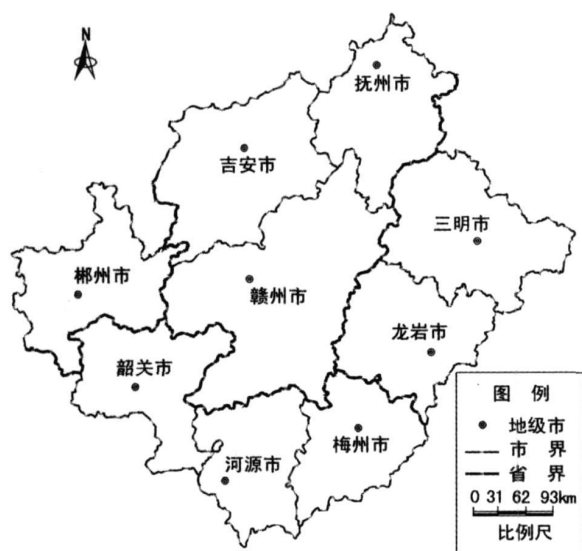 N
抚州市
吉安市
三明市
郴州市
赣州市
龙岩市
韶关市
梅州市
河源市
图 例
地级市
市 界
省 界
0 31 62 93km
比例尺